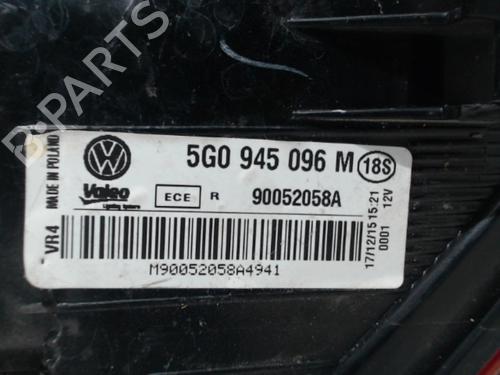 5G0 945 096 M 18S
MADE IN POLAND
Valeo
ECE R 90052058A
VR4
M90052058A4941
17/12/15 15:21
0001 12V